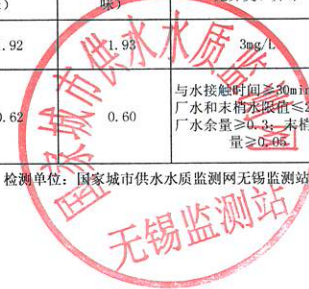 ）
味）
.92
1.93
3mg/L
.62
0.60
与水接触时间≥30min
厂水和末梢水限值≤2
厂水余量≥0.3；末梢
量≥0.05
检测单位：国家城市供水水质监测网无锡监测站
国家城市供水水质监测网
无锡监测站